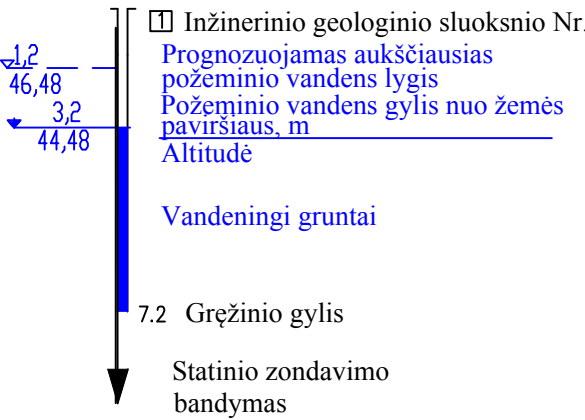 1 Inžinerinio geologinio sluoksnio Nr.
1,2
46,48
Prognozuojamas aukščiausias
požeminio vandens lygis
3,2
44,48
Požeminio vandens gylis nuo žemės
paviršiaus, m
Altitudė
Vandeningi gruntai
7.2 Gręžinio gylis
Statinio zondavimo
bandymas